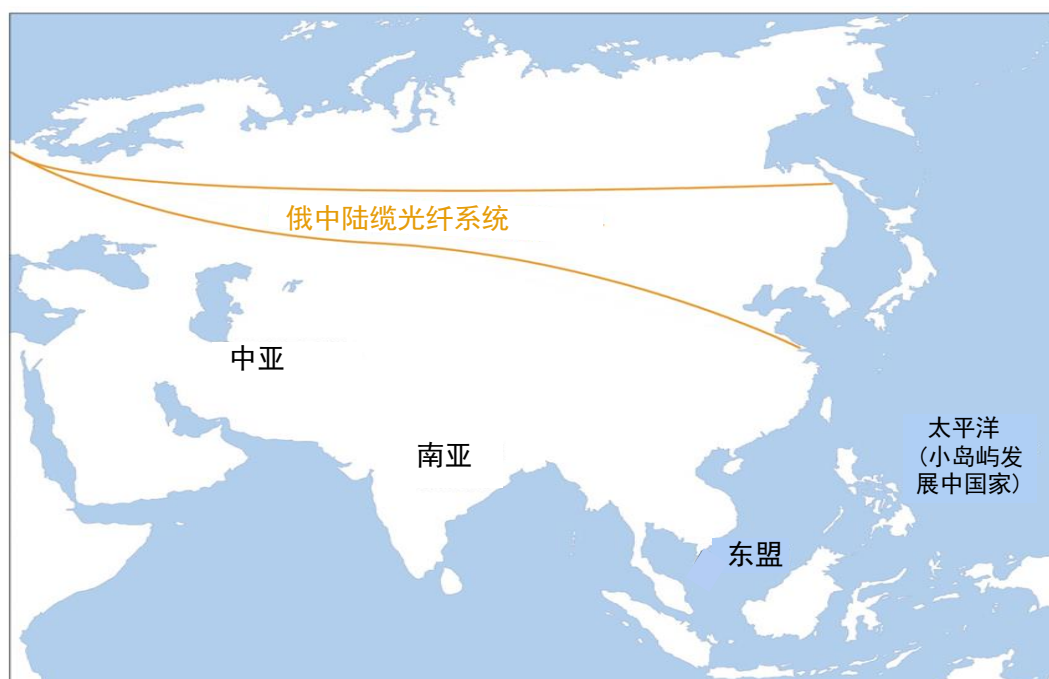 俄中陆缆光纤系统
中亚
南亚
太平洋
（小岛屿发
展中国家）
东盟